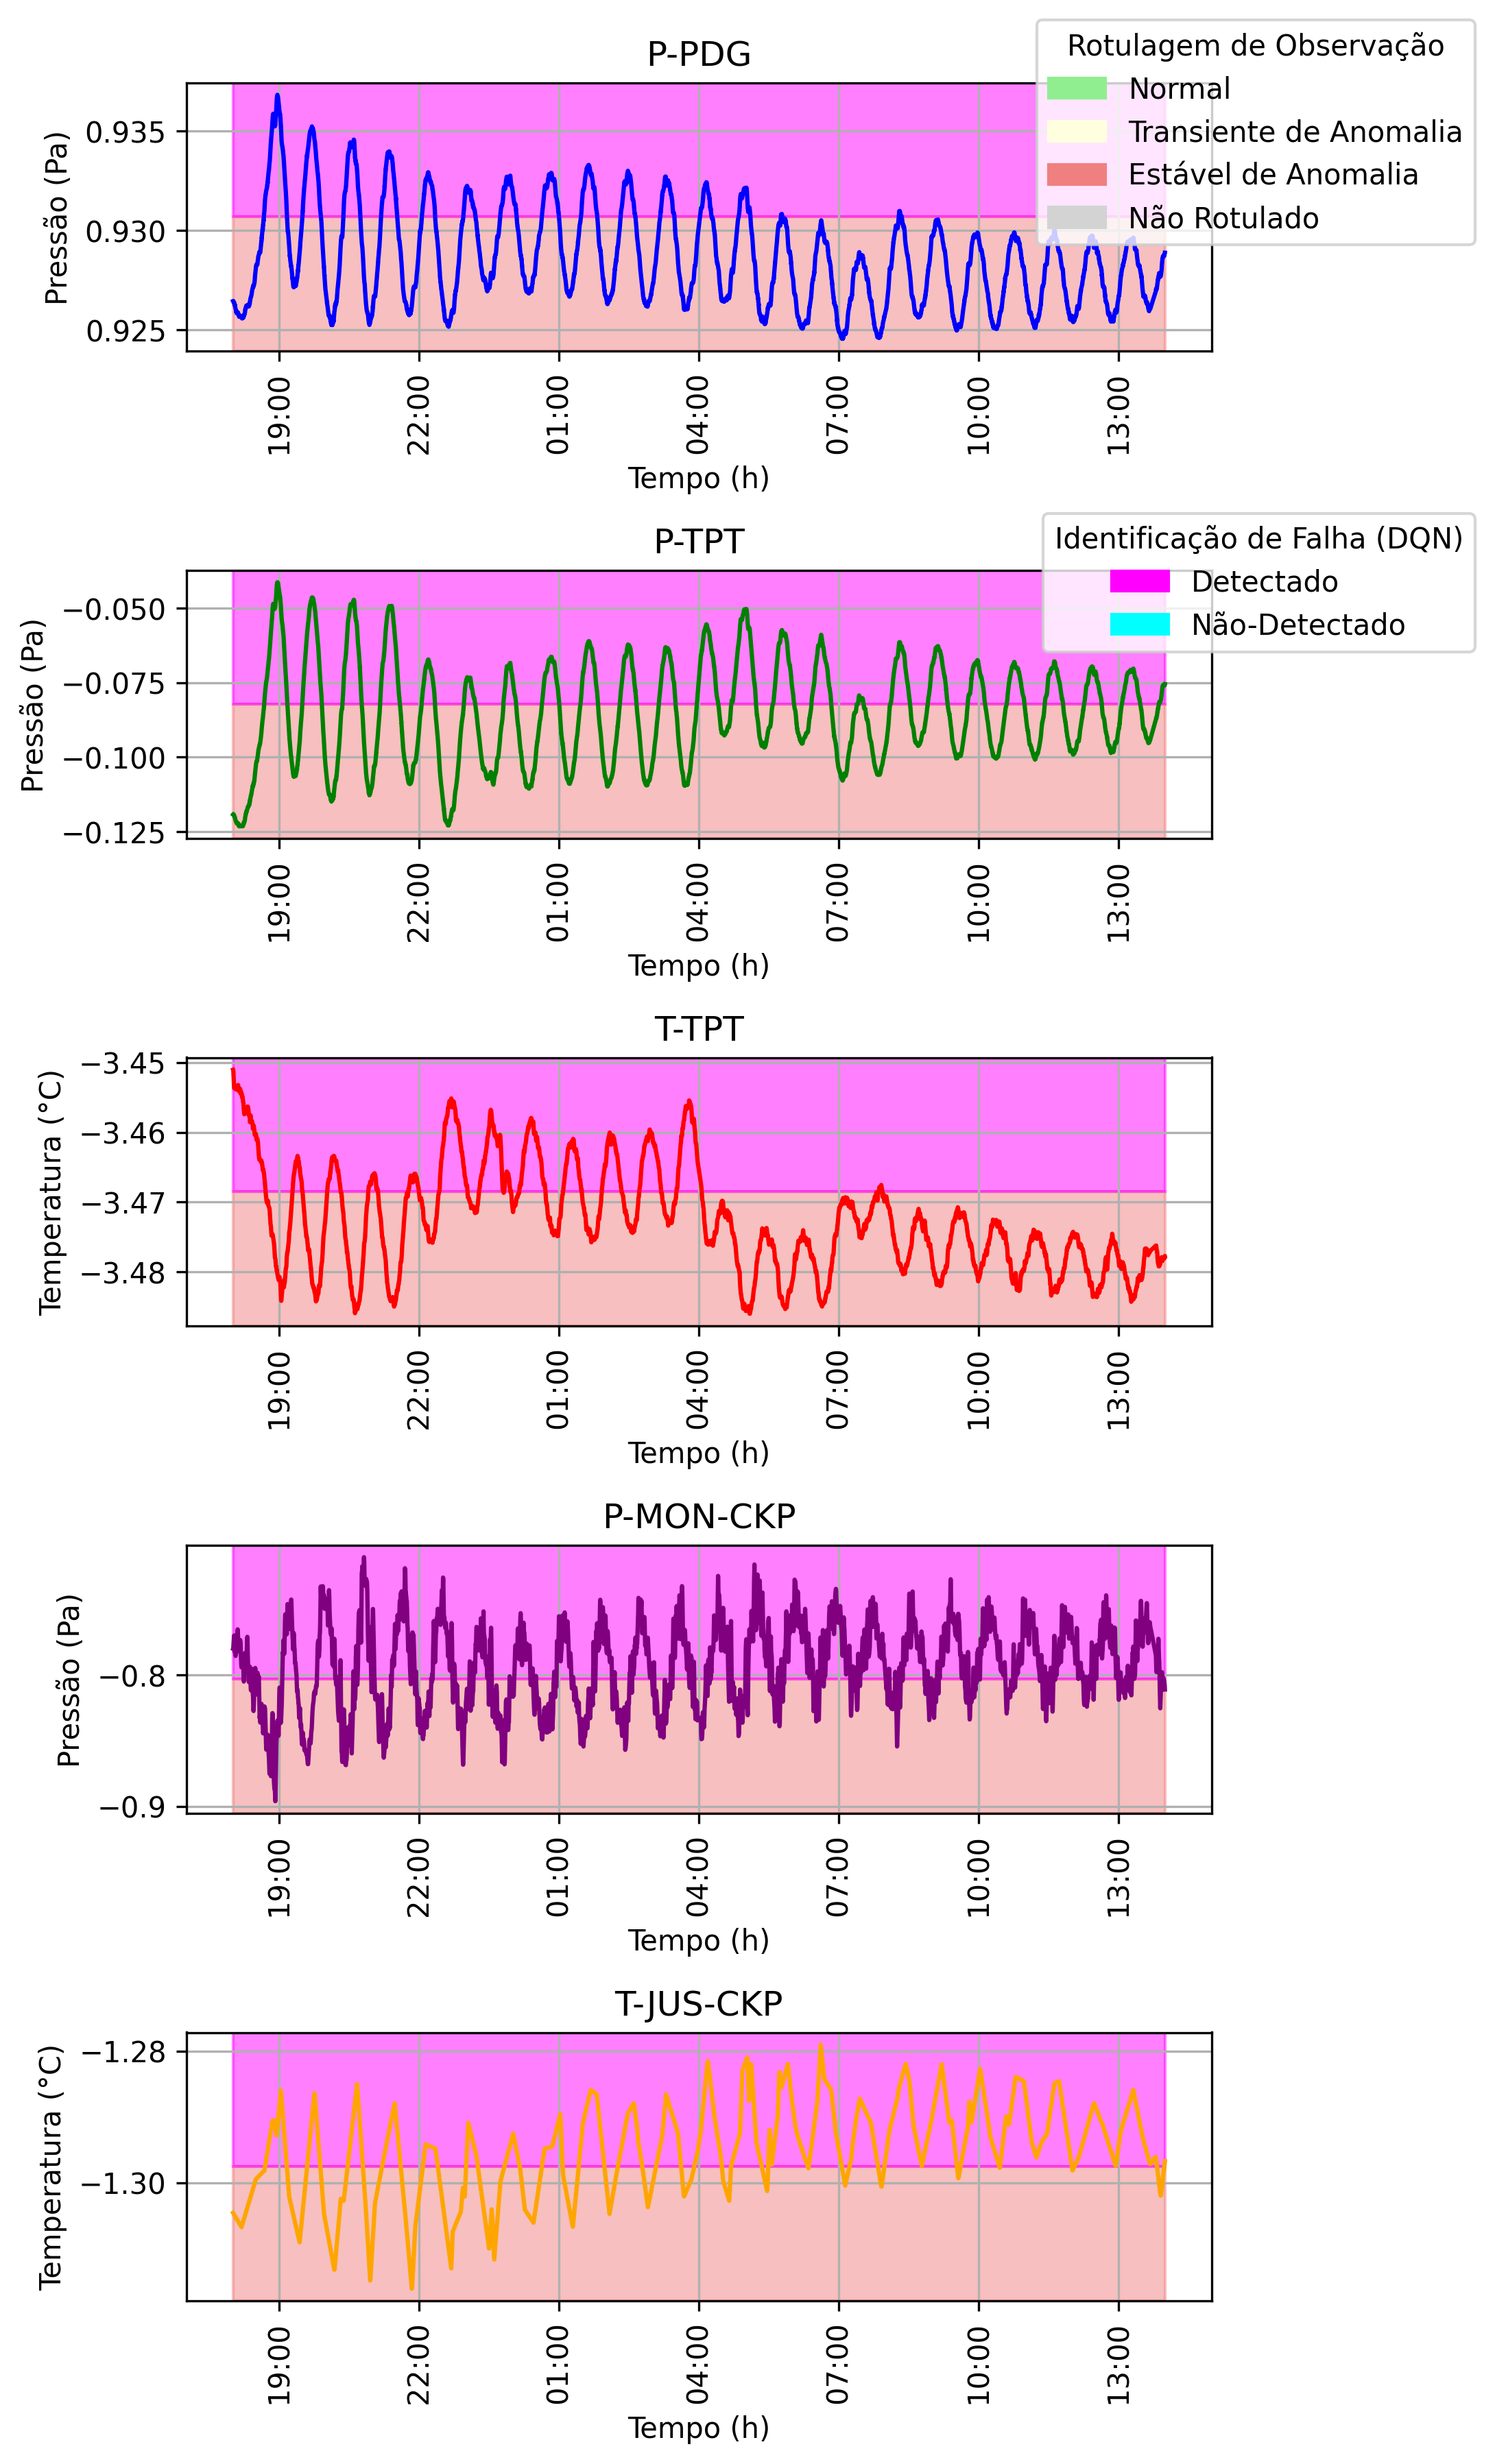 P-PDG
Rotulagem de Observação
Normal
Transiente de Anomalia
Estável de Anomalia
Não Rotulado
Pressão (Pa)
0.935
0.930
0.925
19:00 22:00 01:00 04:00 07:00 10:00 13:00
Tempo (h)
P-TPT
Identificação de Falha (DQN)
Detectado
Não-Detectado
Pressão (Pa)
−0.050
−0.075
−0.100
−0.125
19:00 22:00 01:00 04:00 07:00 10:00 13:00
Tempo (h)
T-TPT
Temperatura (°C)
−3.45
−3.46
−3.47
−3.48
19:00 22:00 01:00 04:00 07:00 10:00 13:00
Tempo (h)
P-MON-CKP
Pressão (Pa)
−0.8
−0.9
19:00 22:00 01:00 04:00 07:00 10:00 13:00
Tempo (h)
T-JUS-CKP
Temperatura (°C)
−1.28
−1.30
19:00 22:00 01:00 04:00 07:00 10:00 13:00
Tempo (h)